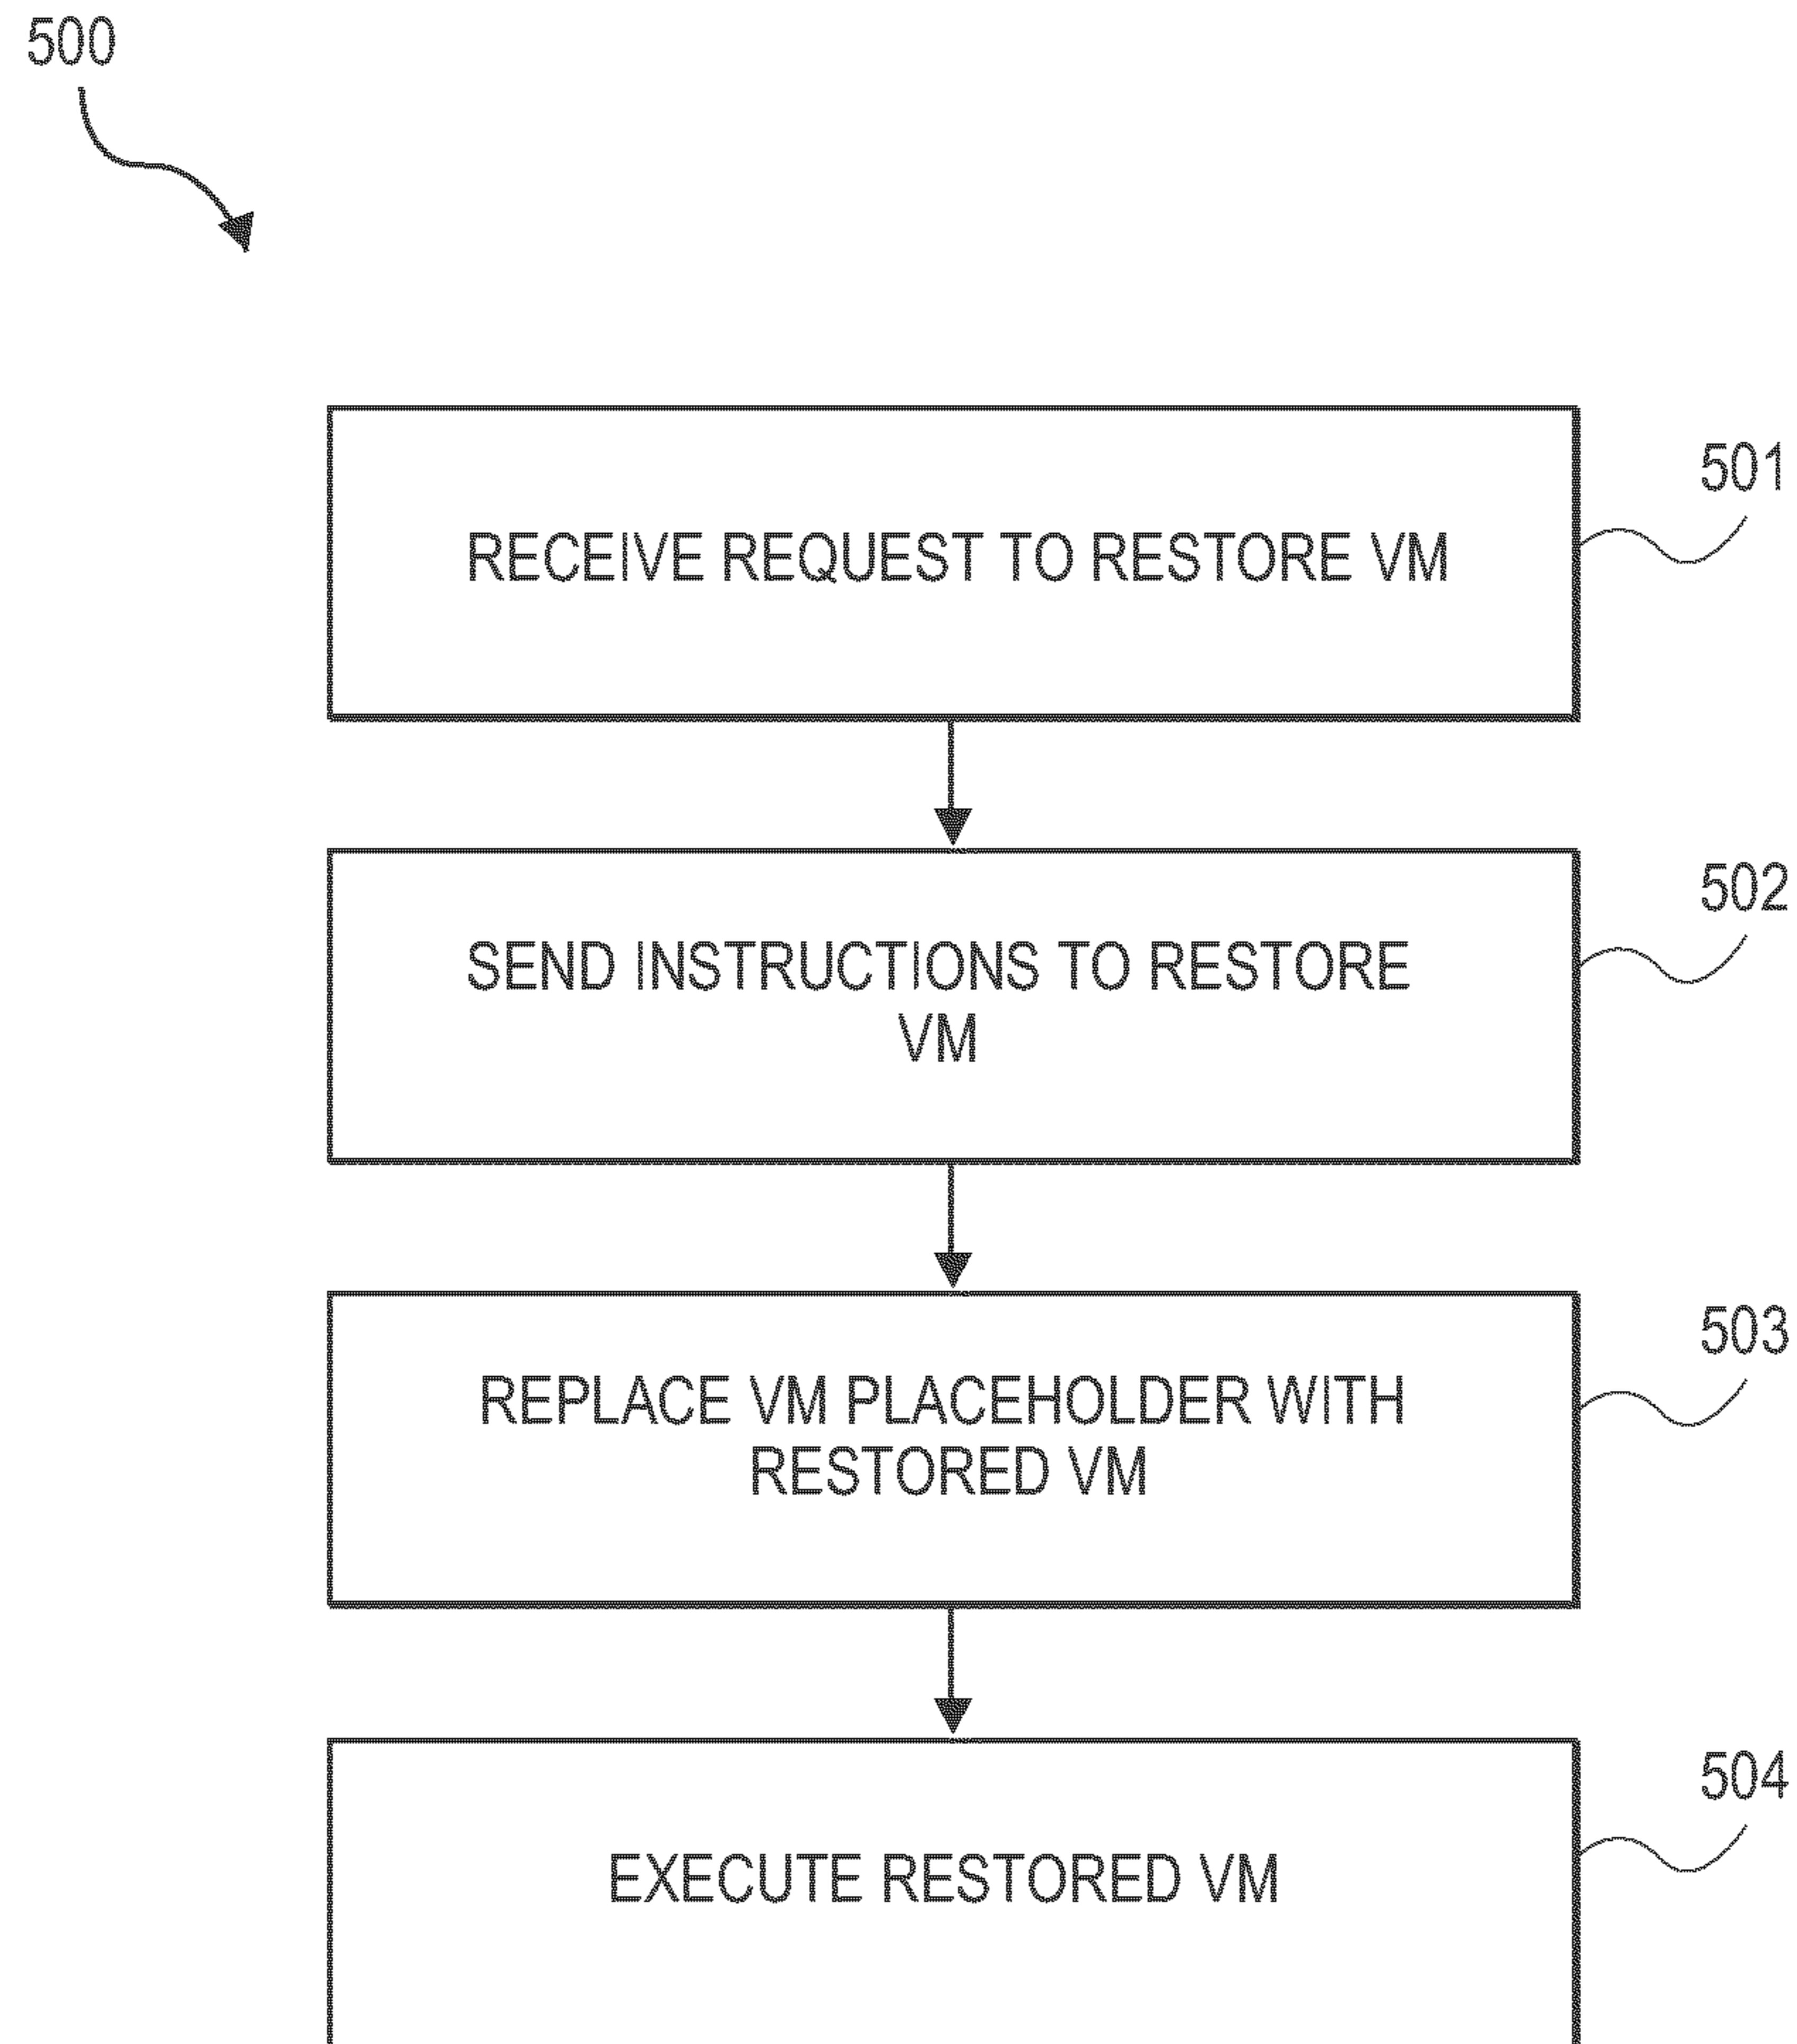 500
RECEIVE REQUEST TO RESTORE VM
501
SEND INSTRUCTIONS TO RESTORE
VM
502
REPLACE VM PLACEHOLDER WITH
RESTORED VM
503
EXECUTE RESTORED VM
504